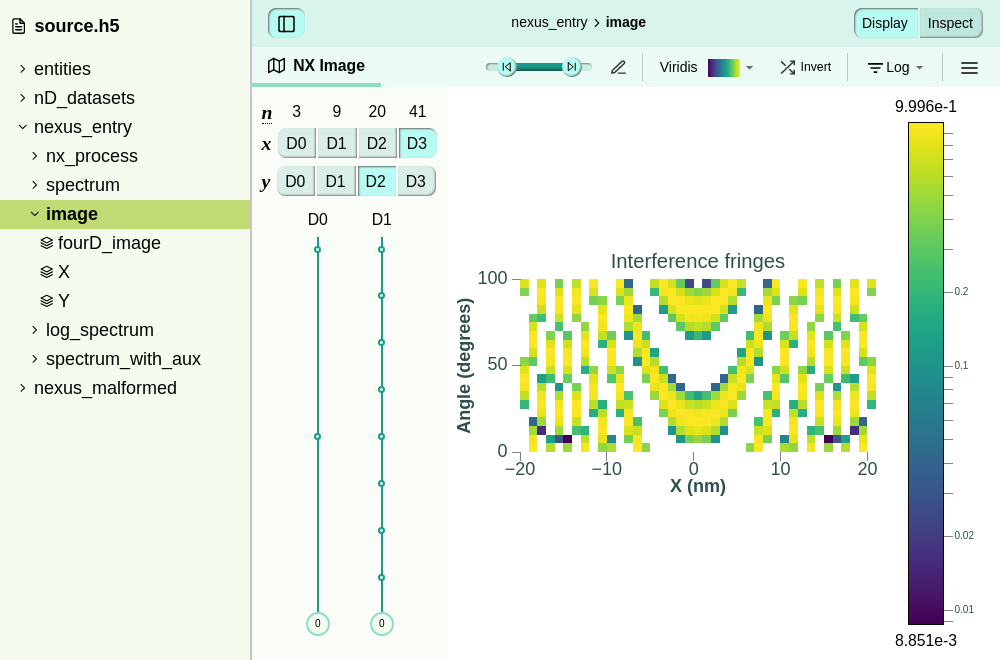 source.h5
entities
nD_datasets
nexus_entry
nx_process
spectrum
image
fourD_image
X
Y
log_spectrum
spectrum_with_aux
nexus_malformed
nexus_entry › image
Display Inspect
NX Image
Viridis
Invert
Log
n 3 9 20 41
x D0 D1 D2 D3
y D0 D1 D2 D3
D0 D1
0 0
Interference fringes
Angle (degrees)
100
50
0
−20 −10 0 10 20
X (nm)
9.996e-1
0.2
0.1
0.02
0.01
8.851e-3